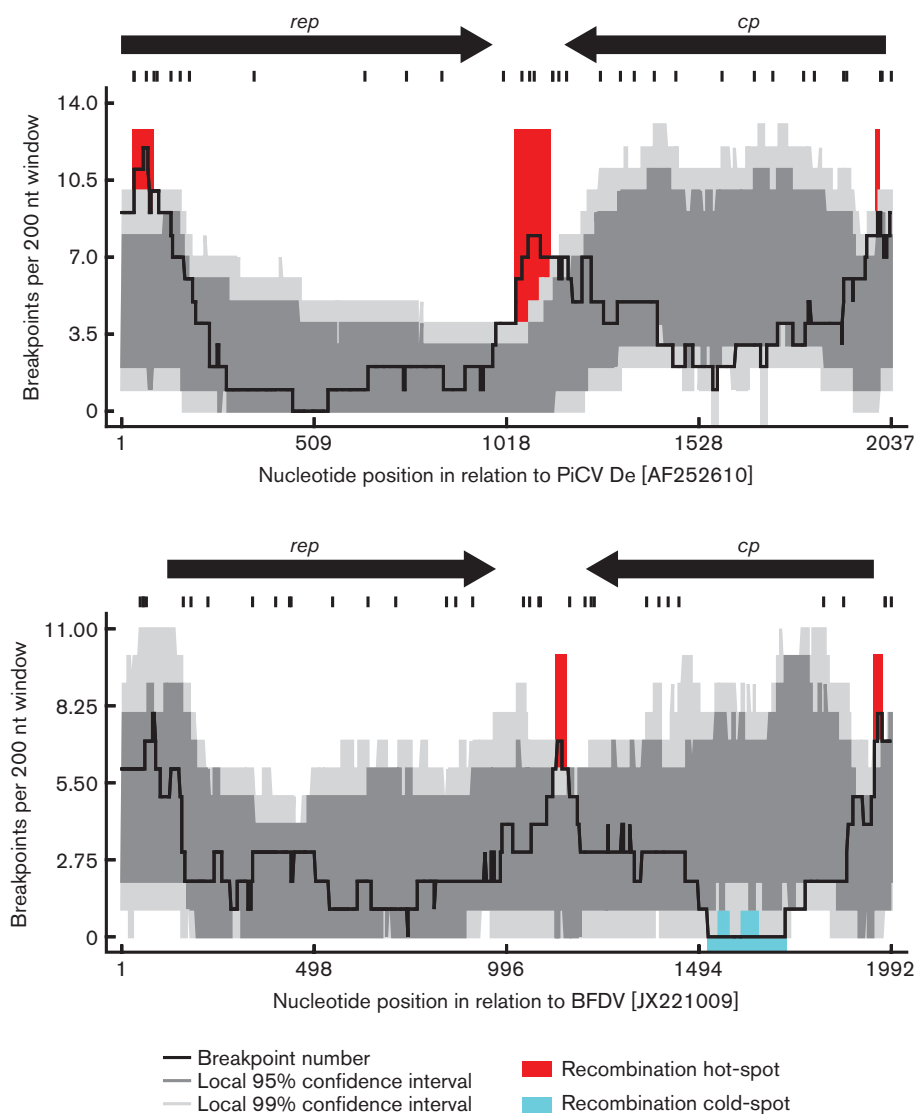 rep cp
14.0
10.5
7.0
3.5
0
Breakpoints per 200 nt window
1 509 1018 1528 2037
Nucleotide position in relation to PiCV De [AF252610]
rep cp
11.00
8.25
5.50
2.75
0
Breakpoints per 200 nt window
1 498 996 1494 1992
Nucleotide position in relation to BFDV [JX221009]
Breakpoint number
Local 95% confidence interval
Local 99% confidence interval
Recombination hot-spot
Recombination cold-spot